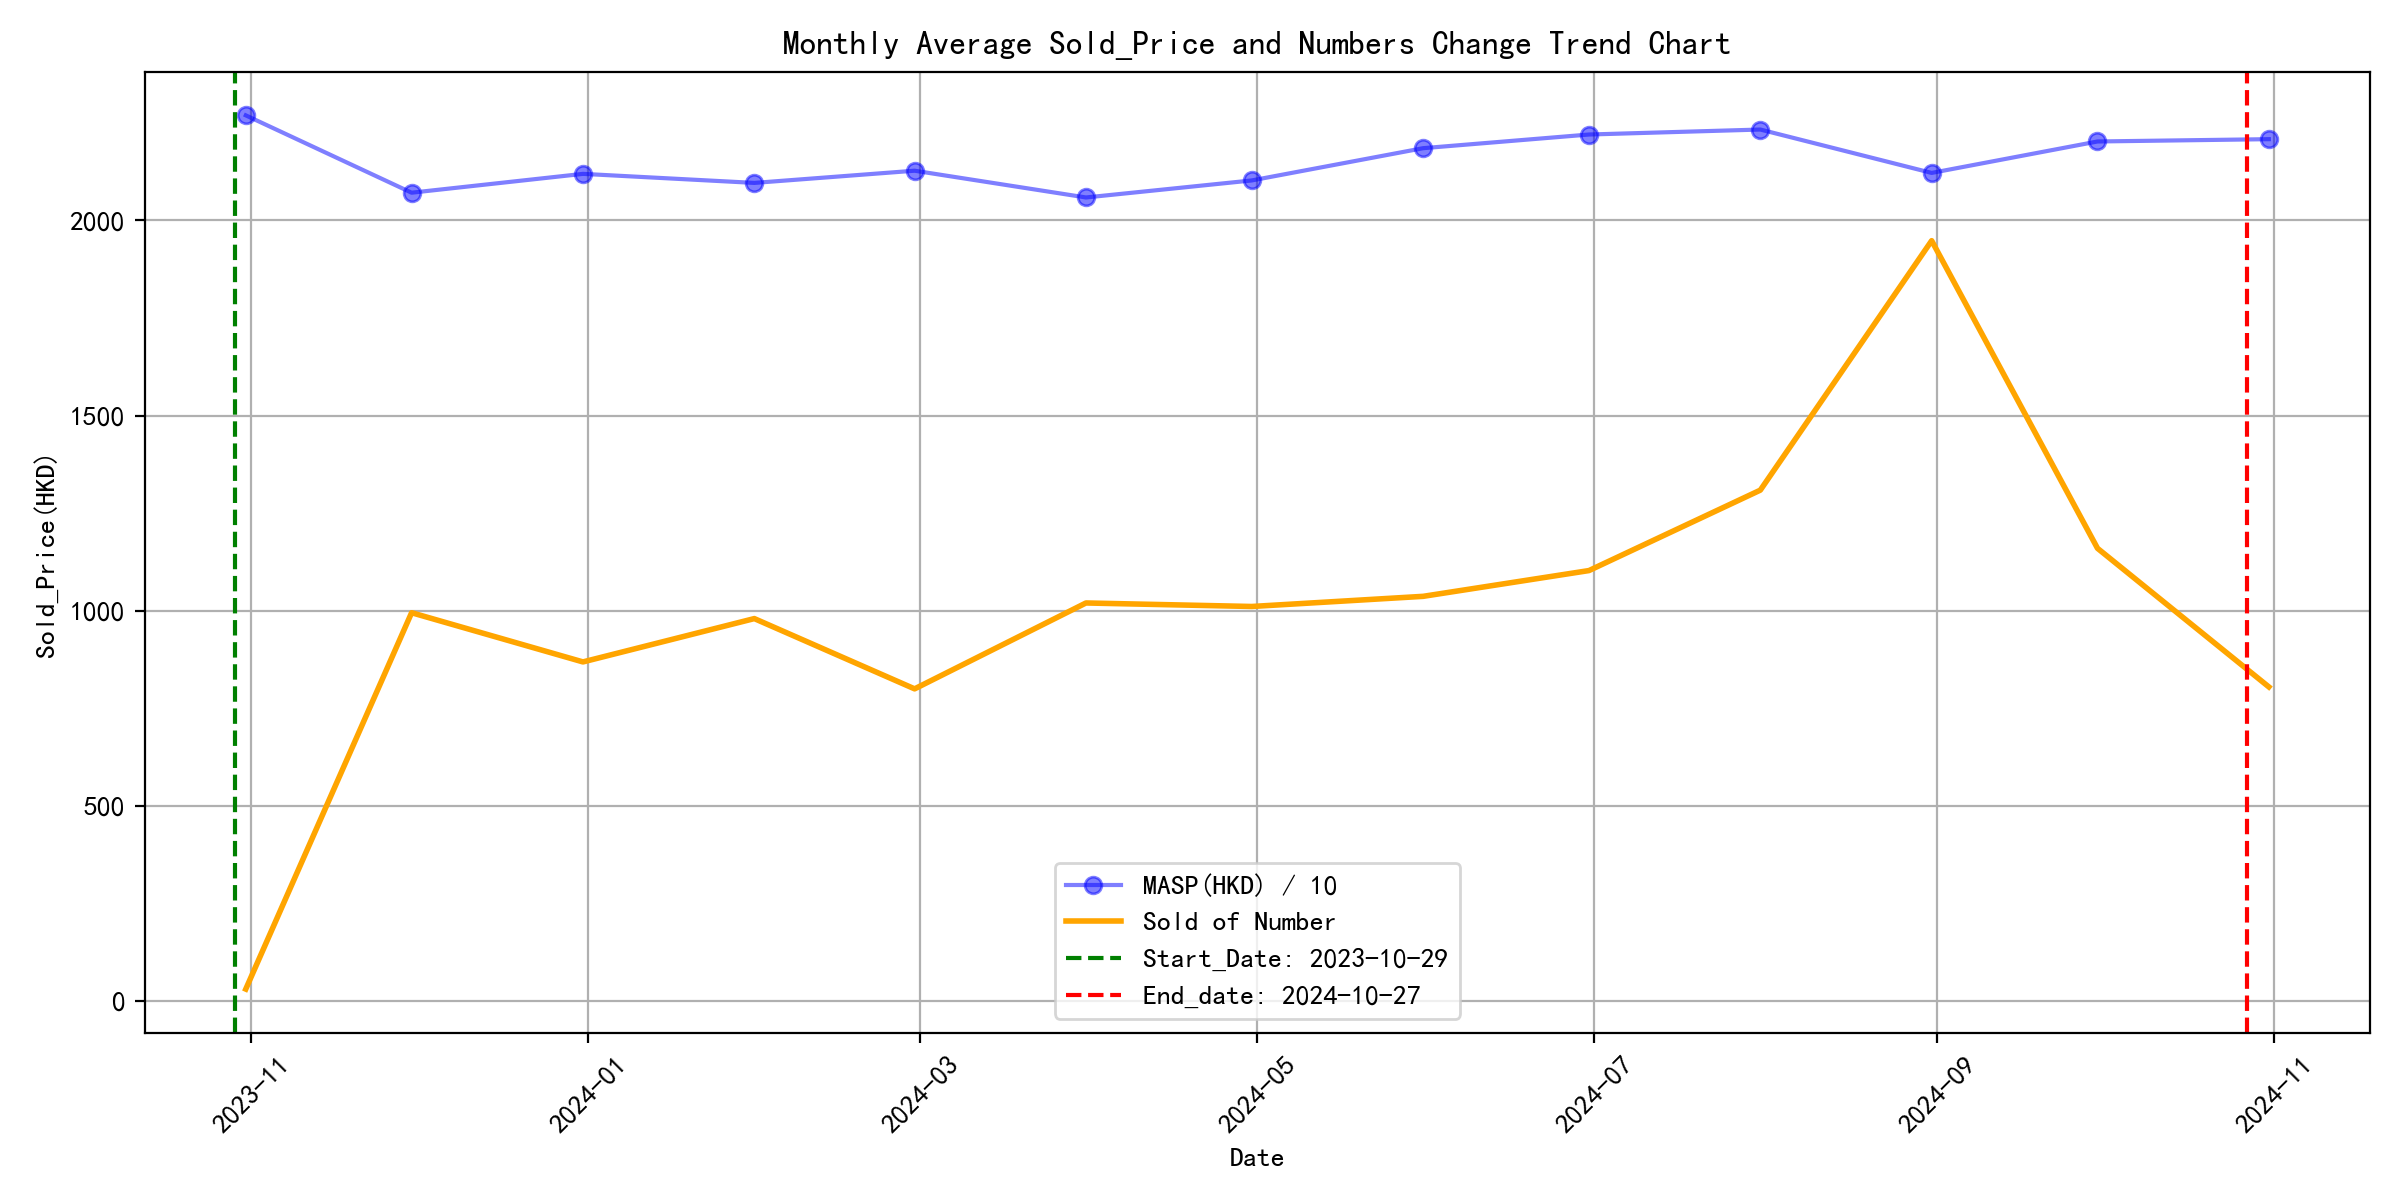 Monthly Average Sold_Price and Numbers Change Trend Chart
Sold_Price(HKD)
2000
1500
1000
500
0
MASP(HKD) / 10
Sold of Number
Start_Date: 2023-10-29
End_date: 2024-10-27
2023-11
2024-01
2024-03
2024-05
2024-07
2024-09
2024-11
Date